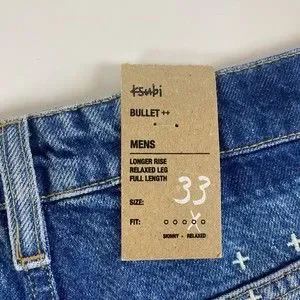 ksubi
BULLET ++
MENS
LONGER RISE
RELAXED LEG
FULL LENGTH
SIZE: 33
FIT: o o o x o
SKINNY - RELAXED